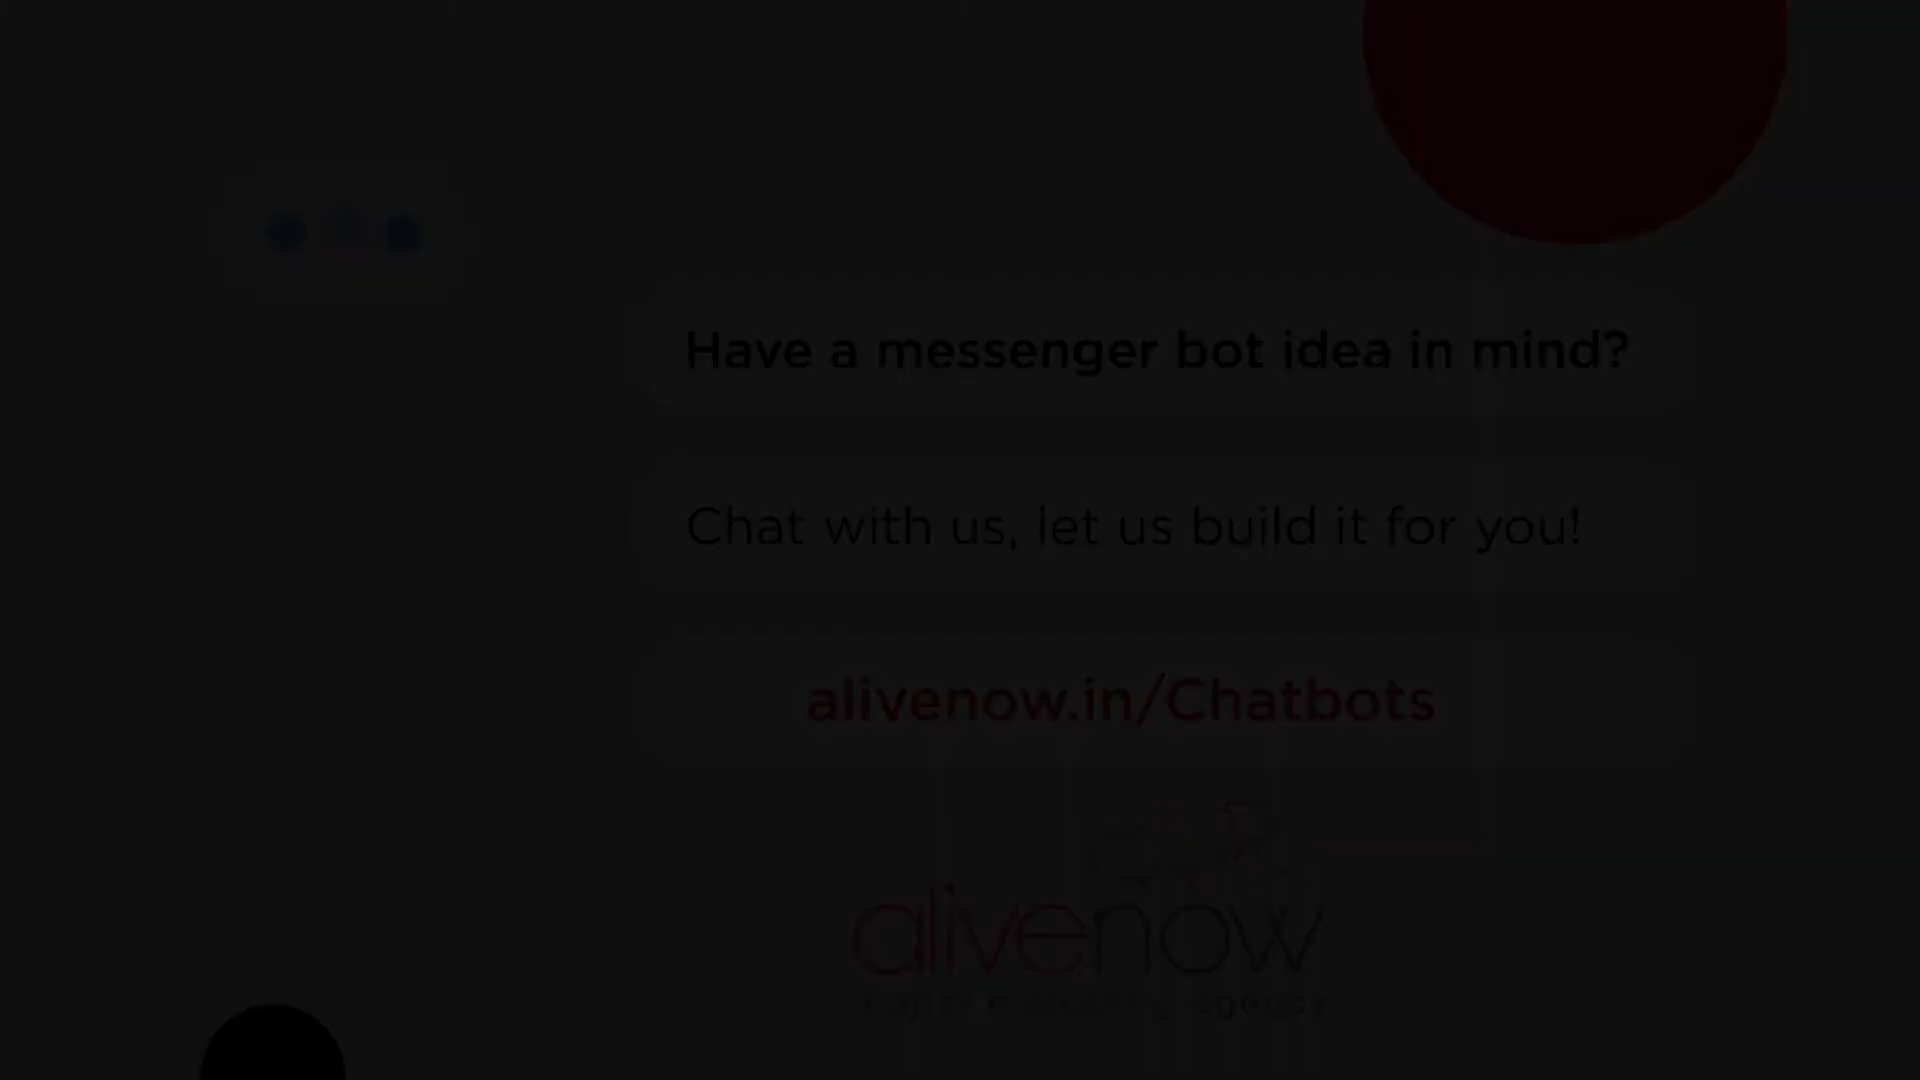 Have a messenger bot idea in mind?
Chat with us, let us build it for you!
alivenow.in/Chatbots
alivenow